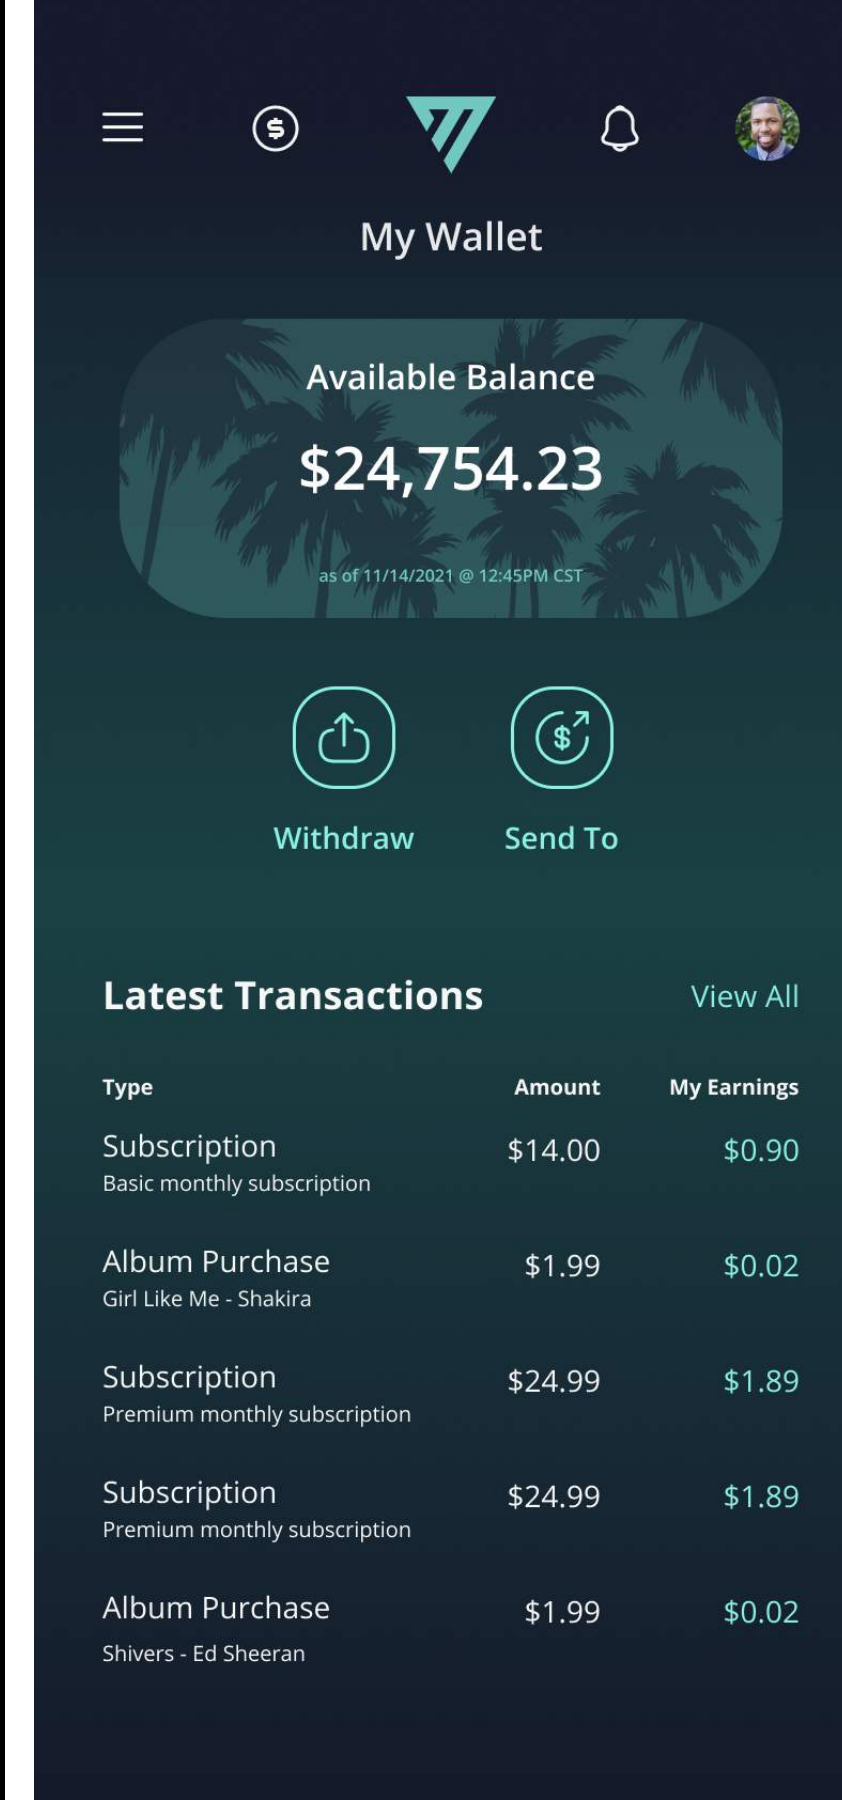 My Wallet
Available Balance
$24,754.23
as of 11/14/2021 @ 12:45PM CST
Withdraw Send To
Latest Transactions View All
Type Amount My Earnings
Subscription $14.00 $0.90
Basic monthly subscription
Album Purchase $1.99 $0.02
Girl Like Me - Shakira
Subscription $24.99 $1.89
Premium monthly subscription
Subscription $24.99 $1.89
Premium monthly subscription
Album Purchase $1.99 $0.02
Shivers - Ed Sheeran